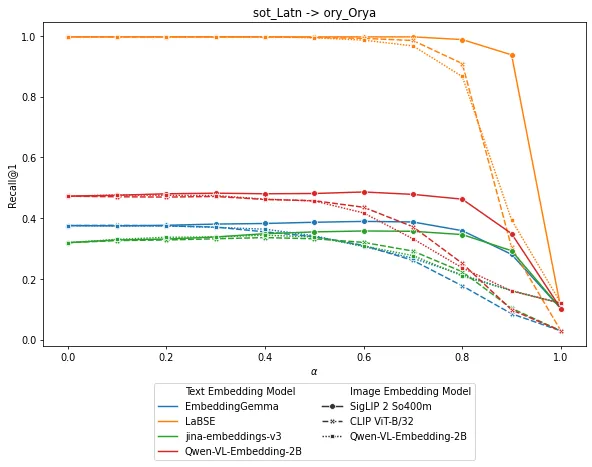 sot_Latn -> ory_Orya
1.0
0.8
0.6
0.4
0.2
0.0
Recall@1
0.0 0.2 0.4 0.6 0.8 1.0
α
Text Embedding Model Image Embedding Model
EmbeddingGemma SigLIP 2 So400m
LaBSE CLIP ViT-B/32
jina-embeddings-v3 Qwen-VL-Embedding-2B
Qwen-VL-Embedding-2B